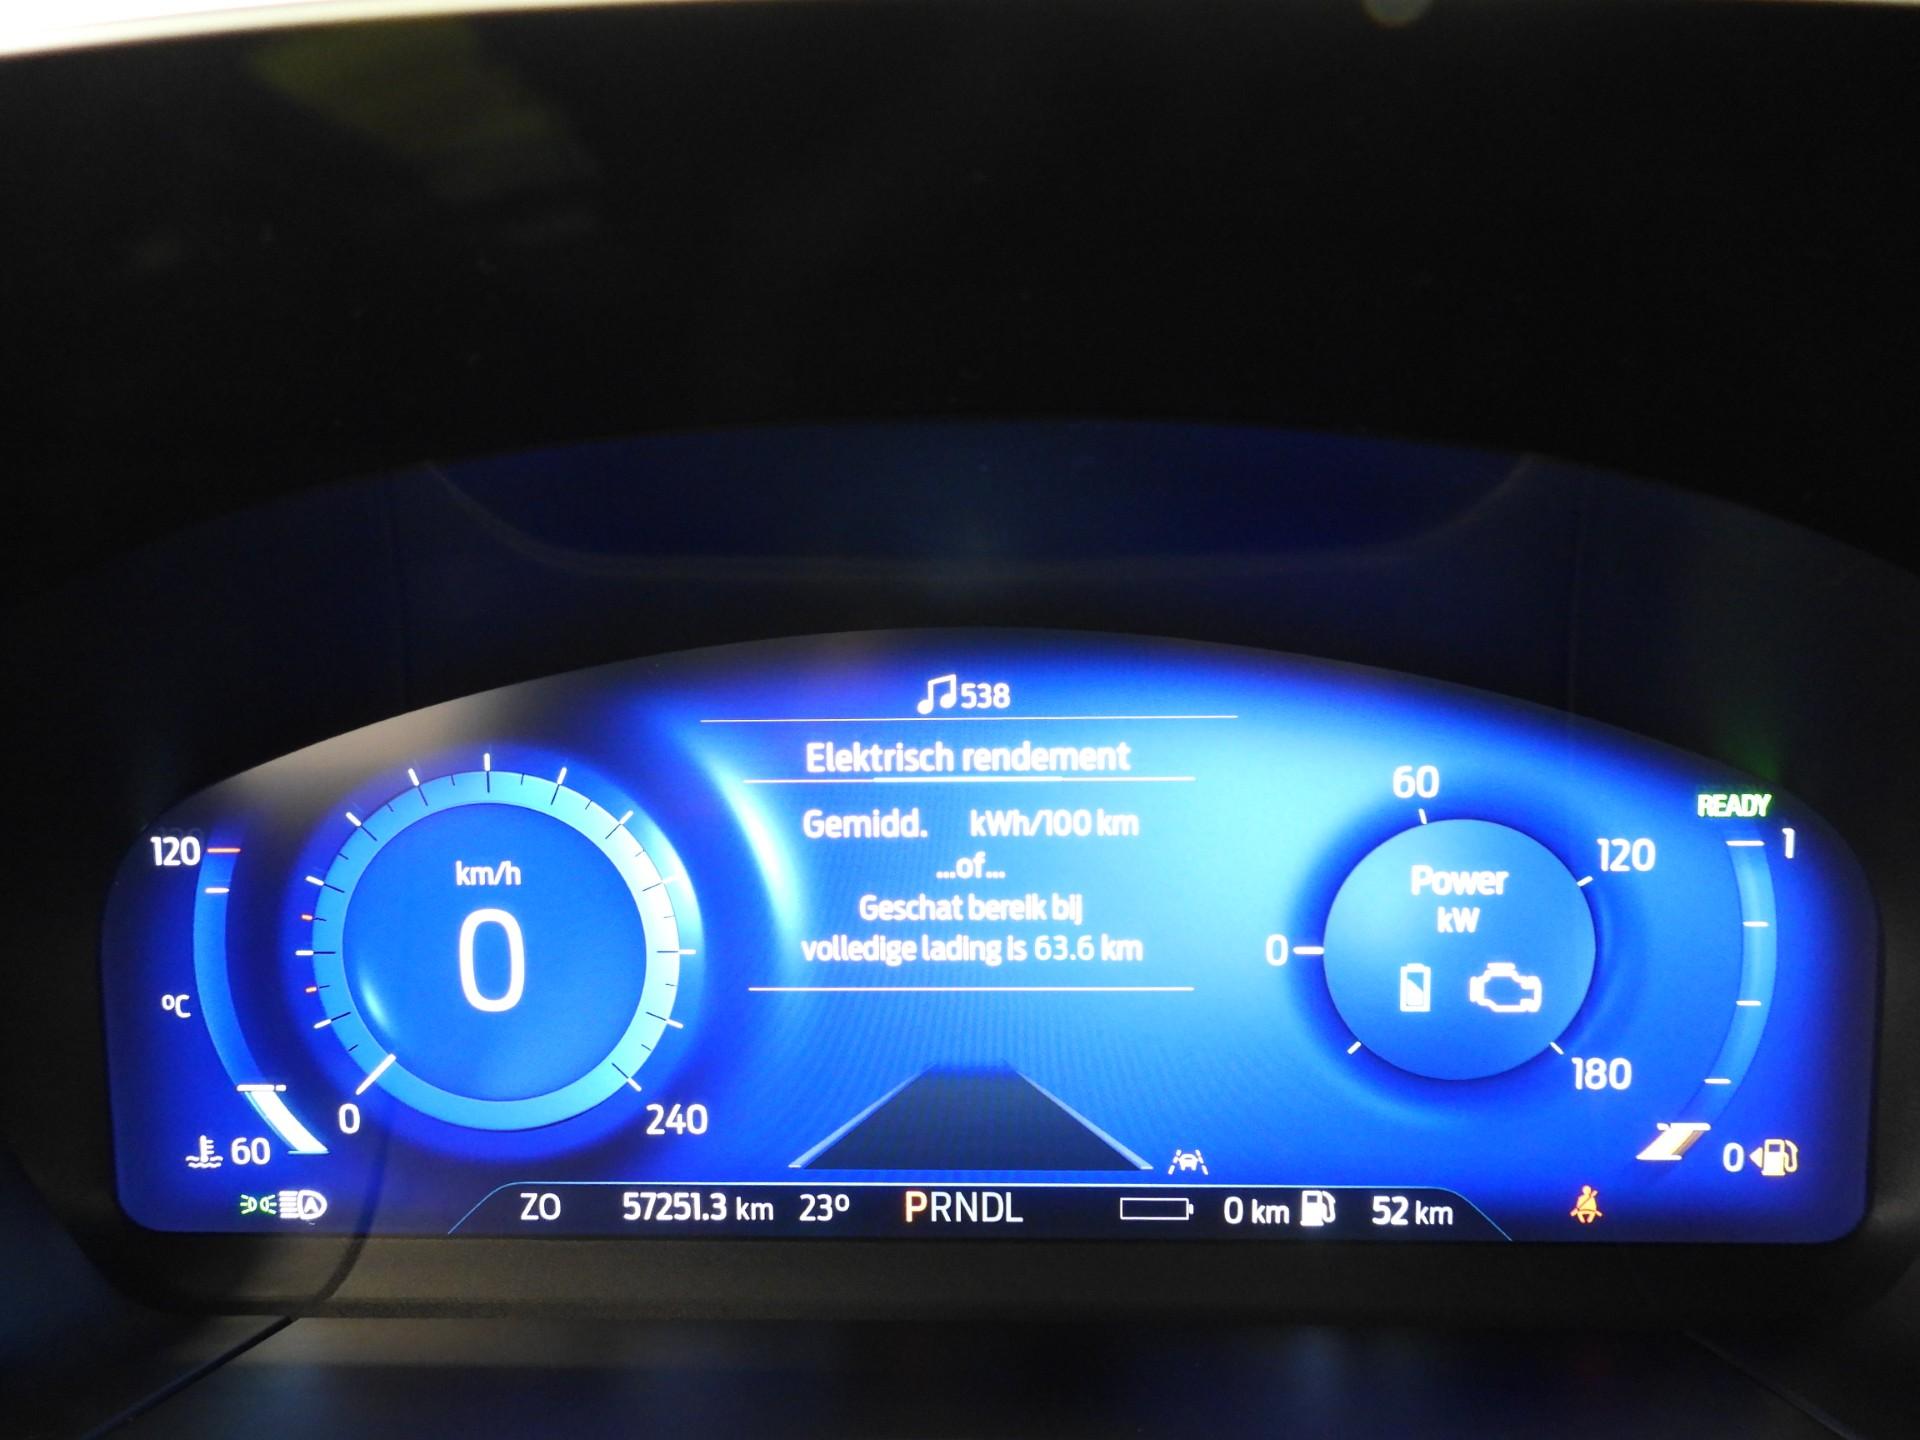 538
Elektrisch rendement
Gemidd. kWh/100 km
...of...
Geschat bereik bij
volledige lading is 63.6 km
120
ºC
60
km/h
0
0
240
60
120
180
0
Power
kW
READY
1
0
ZO 57251.3 km 23º PRNDL 0 km 52 km